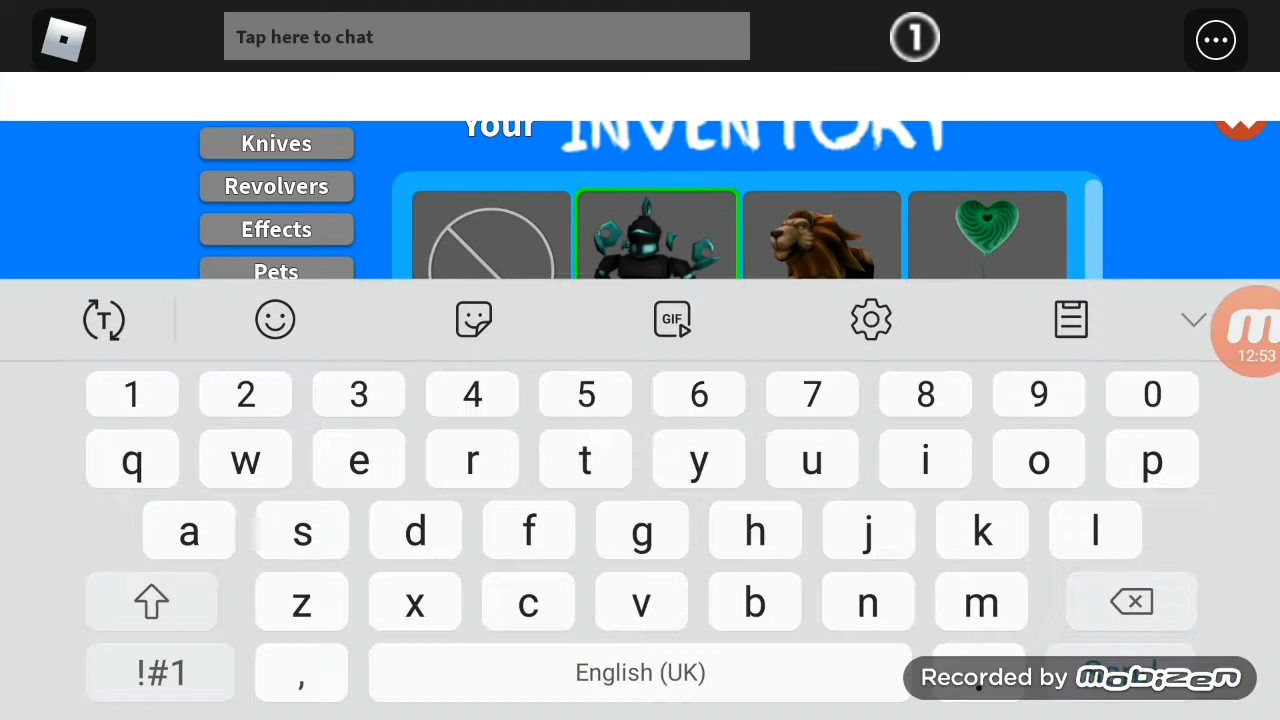 Tap here to chat
1
Your INVENTORY
Knives
Revolvers
Effects
Pets
T
GIF
12:53
1 2 3 4 5 6 7 8 9 0
q w e r t y u i o p
a s d f g h j k l
z x c v b n m
!#1 , English (UK) .
Recorded by mobizen